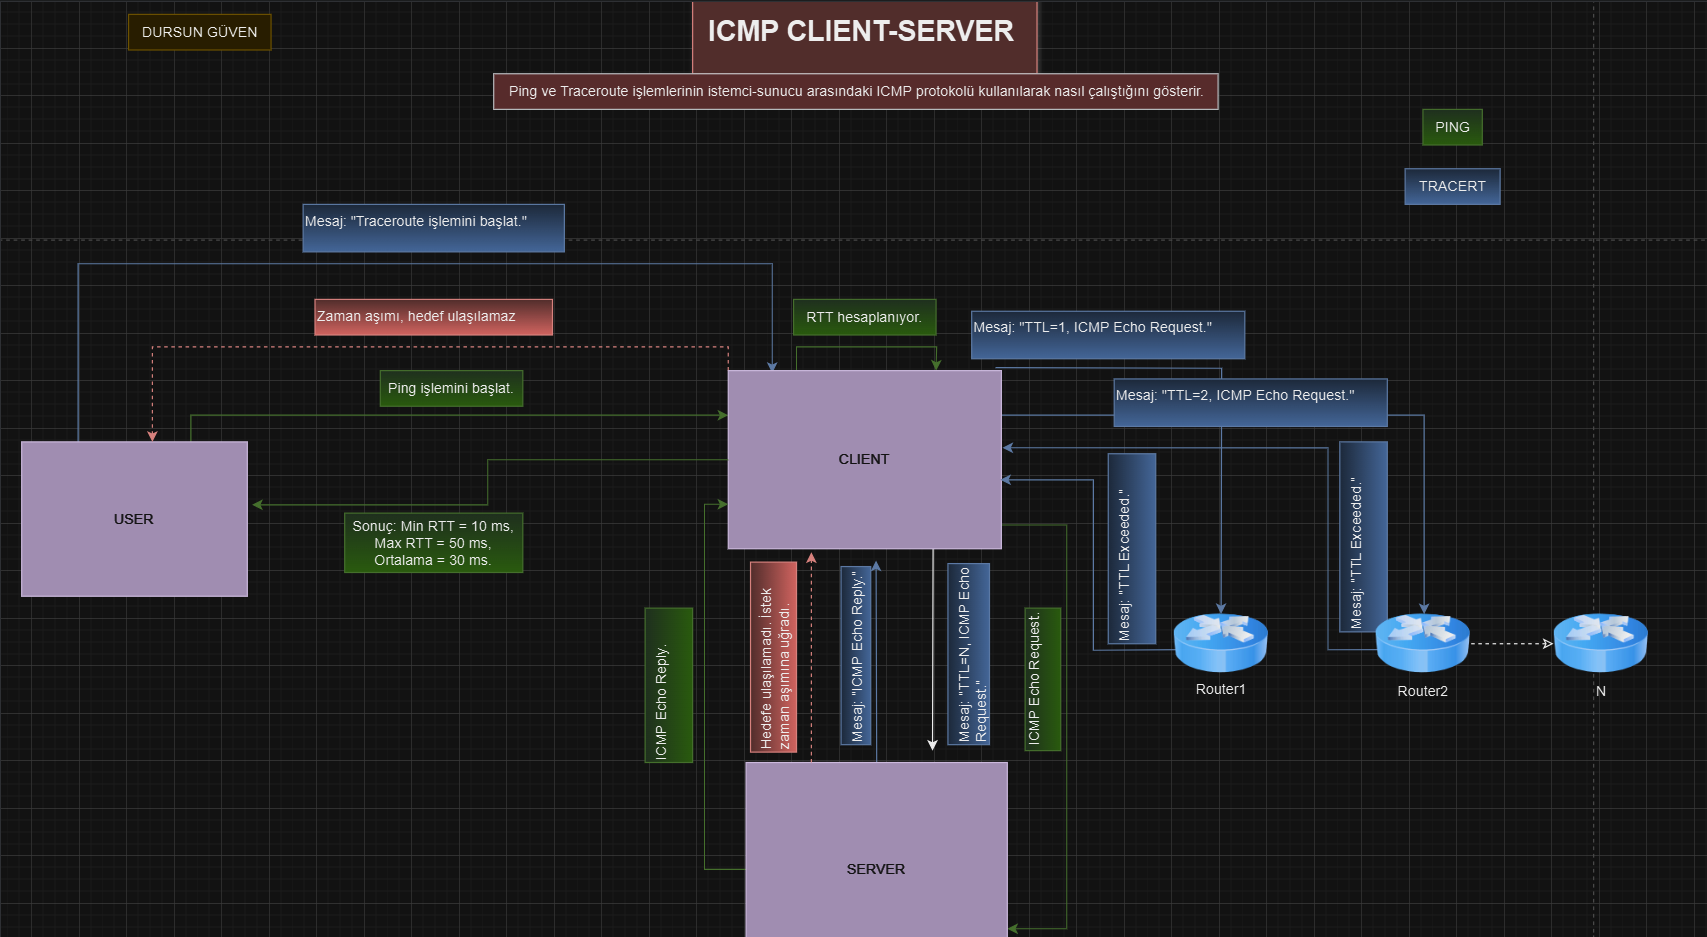 DURSUN GÜVEN
ICMP CLIENT-SERVER
Ping ve Traceroute işlemlerinin istemci-sunucu arasındaki ICMP protokolü kullanılarak nasıl çalıştığını gösterir.
PING
TRACERT
Mesaj: "Traceroute işlemini başlat."
Zaman aşımı, hedef ulaşılamaz
RTT hesaplanıyor.
Mesaj: "TTL=1, ICMP Echo Request."
Ping işlemini başlat.
Mesaj: "TTL=2, ICMP Echo Request."
CLIENT
USER
Sonuç: Min RTT = 10 ms,
Max RTT = 50 ms,
Ortalama = 30 ms.
Mesaj: "TTL Exceeded."
Mesaj: "TTL Exceeded."
ICMP Echo Reply.
Hedefe ulaşılamadı. İstek
zaman aşımına uğradı.
Mesaj: "ICMP Echo Reply."
Mesaj: "TTL=N, ICMP Echo
Request."
ICMP Echo Request.
Router1
Router2
N
SERVER